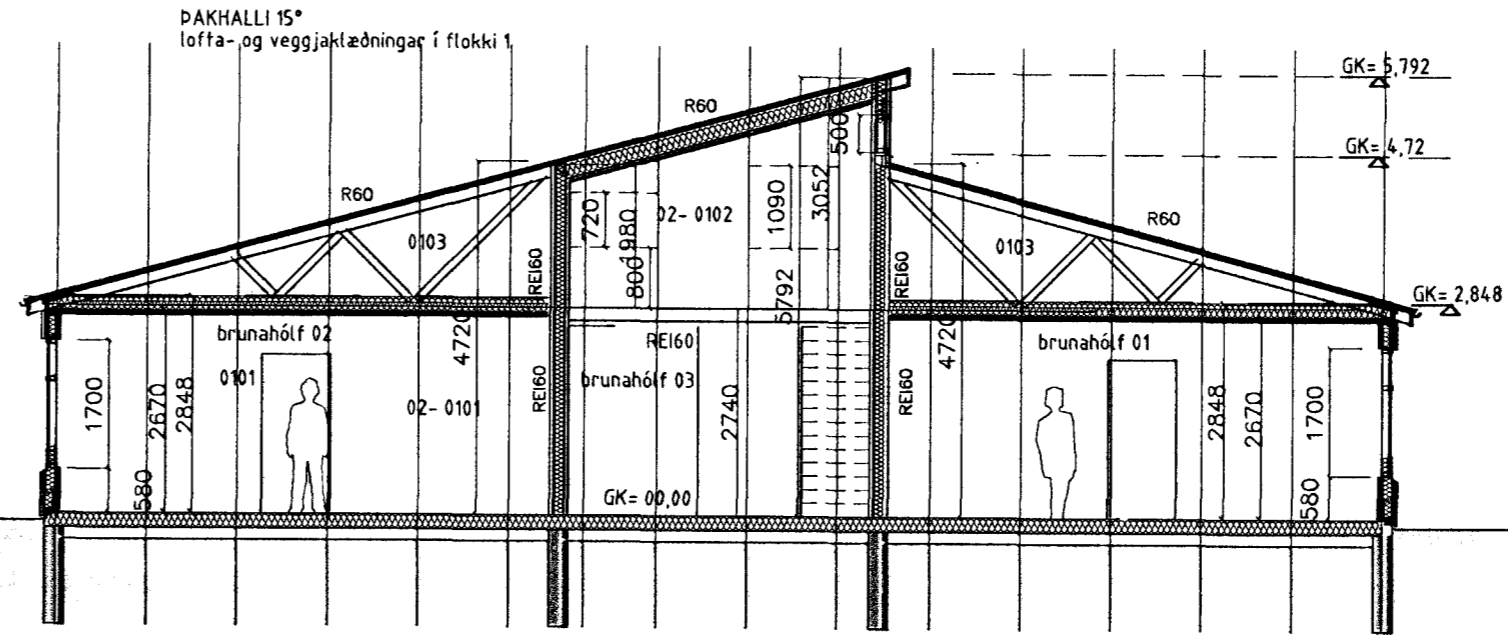 ÞAKHALLI 15°
lofta- og veggjaklæðningar í flokki 1
GK= 5,792
R60
500
GK= 4,72
R60
720
1980
02- 0102
1090
3052
R60
0103
0103
REI60
800
5792
REI60
GK= 2,848
brunahólf 02
4720
REI60
4720
brunahólf 01
0101
brunahólf 03
1700
2670
2848
02- 0101
REI60
2740
REI60
2848
2670
1700
580
GK= 00,00
580